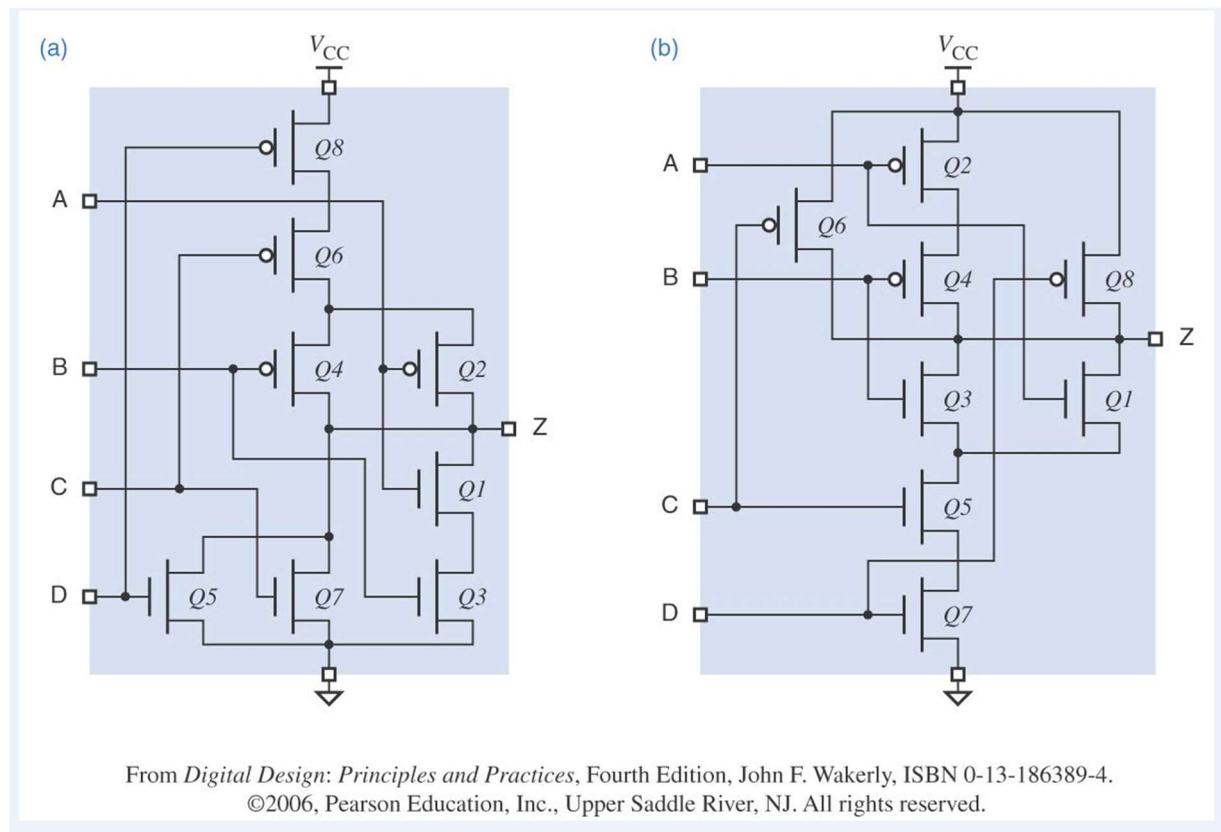 (a)
V_CC
Q8
A
Q6
B
Q4
Q2
Z
C
Q1
D
Q5
Q7
Q3
(b)
V_CC
A
Q2
Q6
B
Q4
Q8
Z
Q3
Q1
C
Q5
D
Q7
From Digital Design: Principles and Practices, Fourth Edition, John F. Wakerly, ISBN 0-13-186389-4.
©2006, Pearson Education, Inc., Upper Saddle River, NJ. All rights reserved.